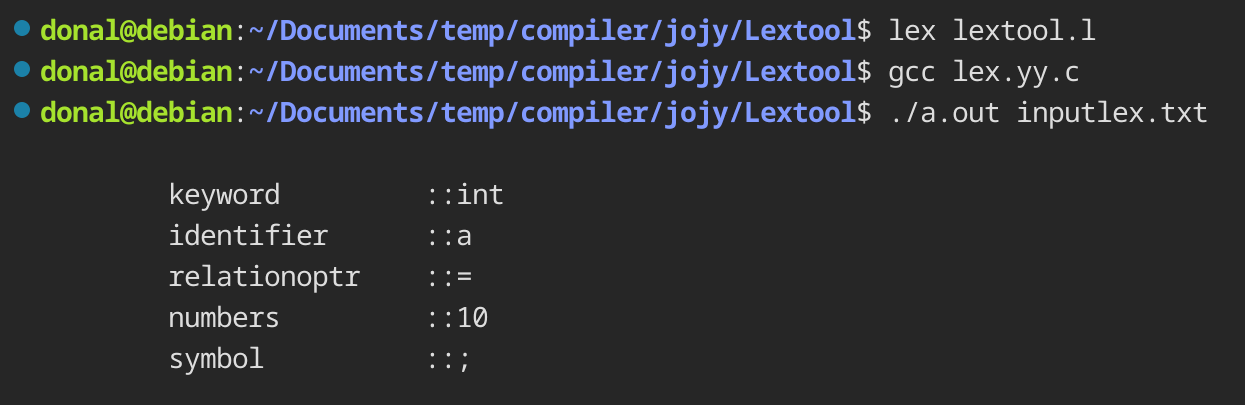 donal@debian:~/Documents/temp/compiler/jojy/Lextool$ lex lextool.l
donal@debian:~/Documents/temp/compiler/jojy/Lextool$ gcc lex.yy.c
donal@debian:~/Documents/temp/compiler/jojy/Lextool$ ./a.out inputlex.txt
keyword ::int
identifier ::a
relationoptr ::=
numbers ::10
symbol ::;